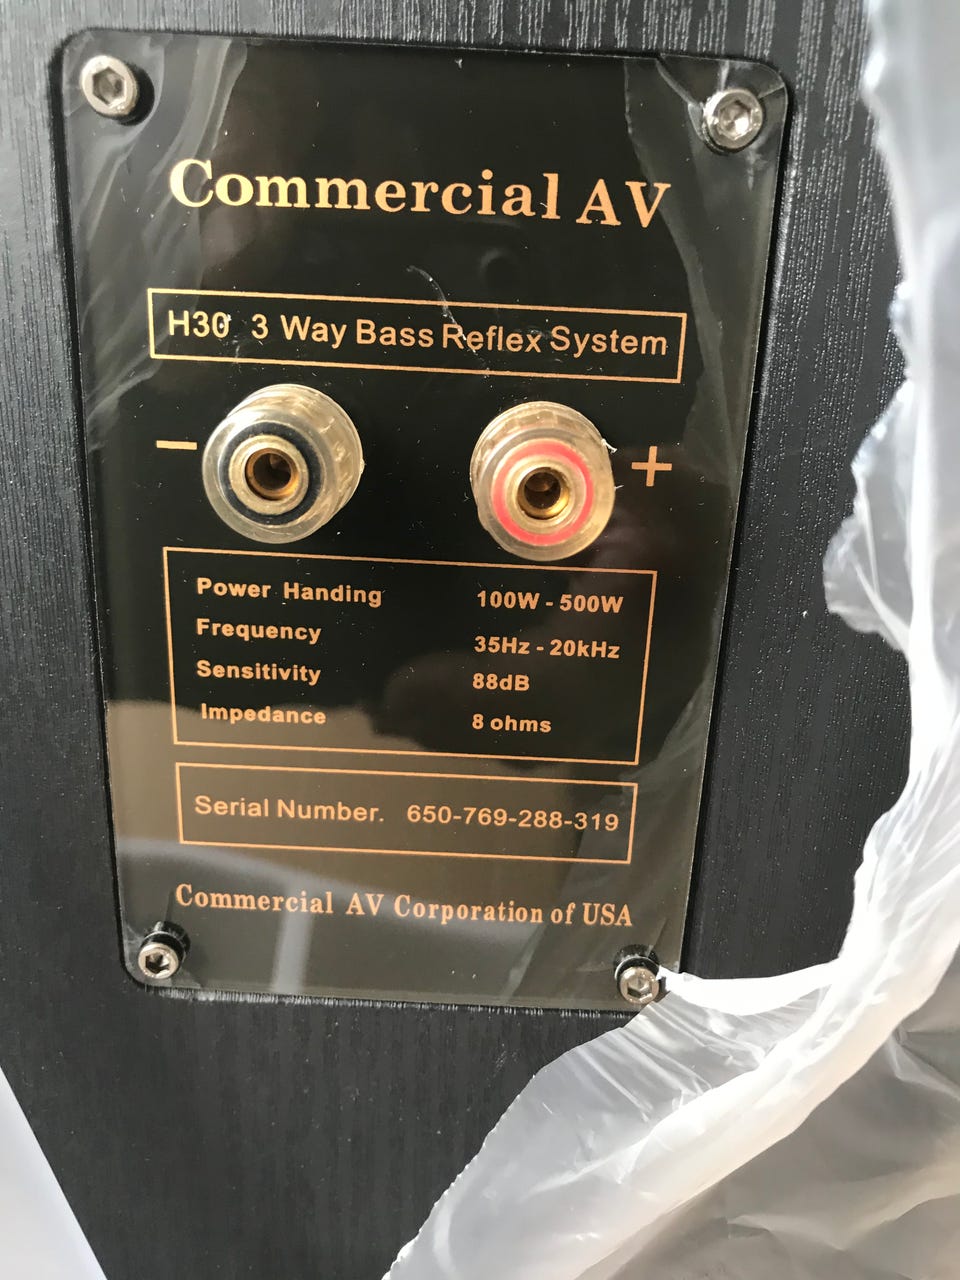 Commercial AV
H30 3 Way Bass Reflex System
− +
Power Handing 100W - 500W
Frequency 35Hz - 20kHz
Sensitivity 88dB
Impedance 8 ohms
Serial Number. 650-769-288-319
Commercial AV Corporation of USA